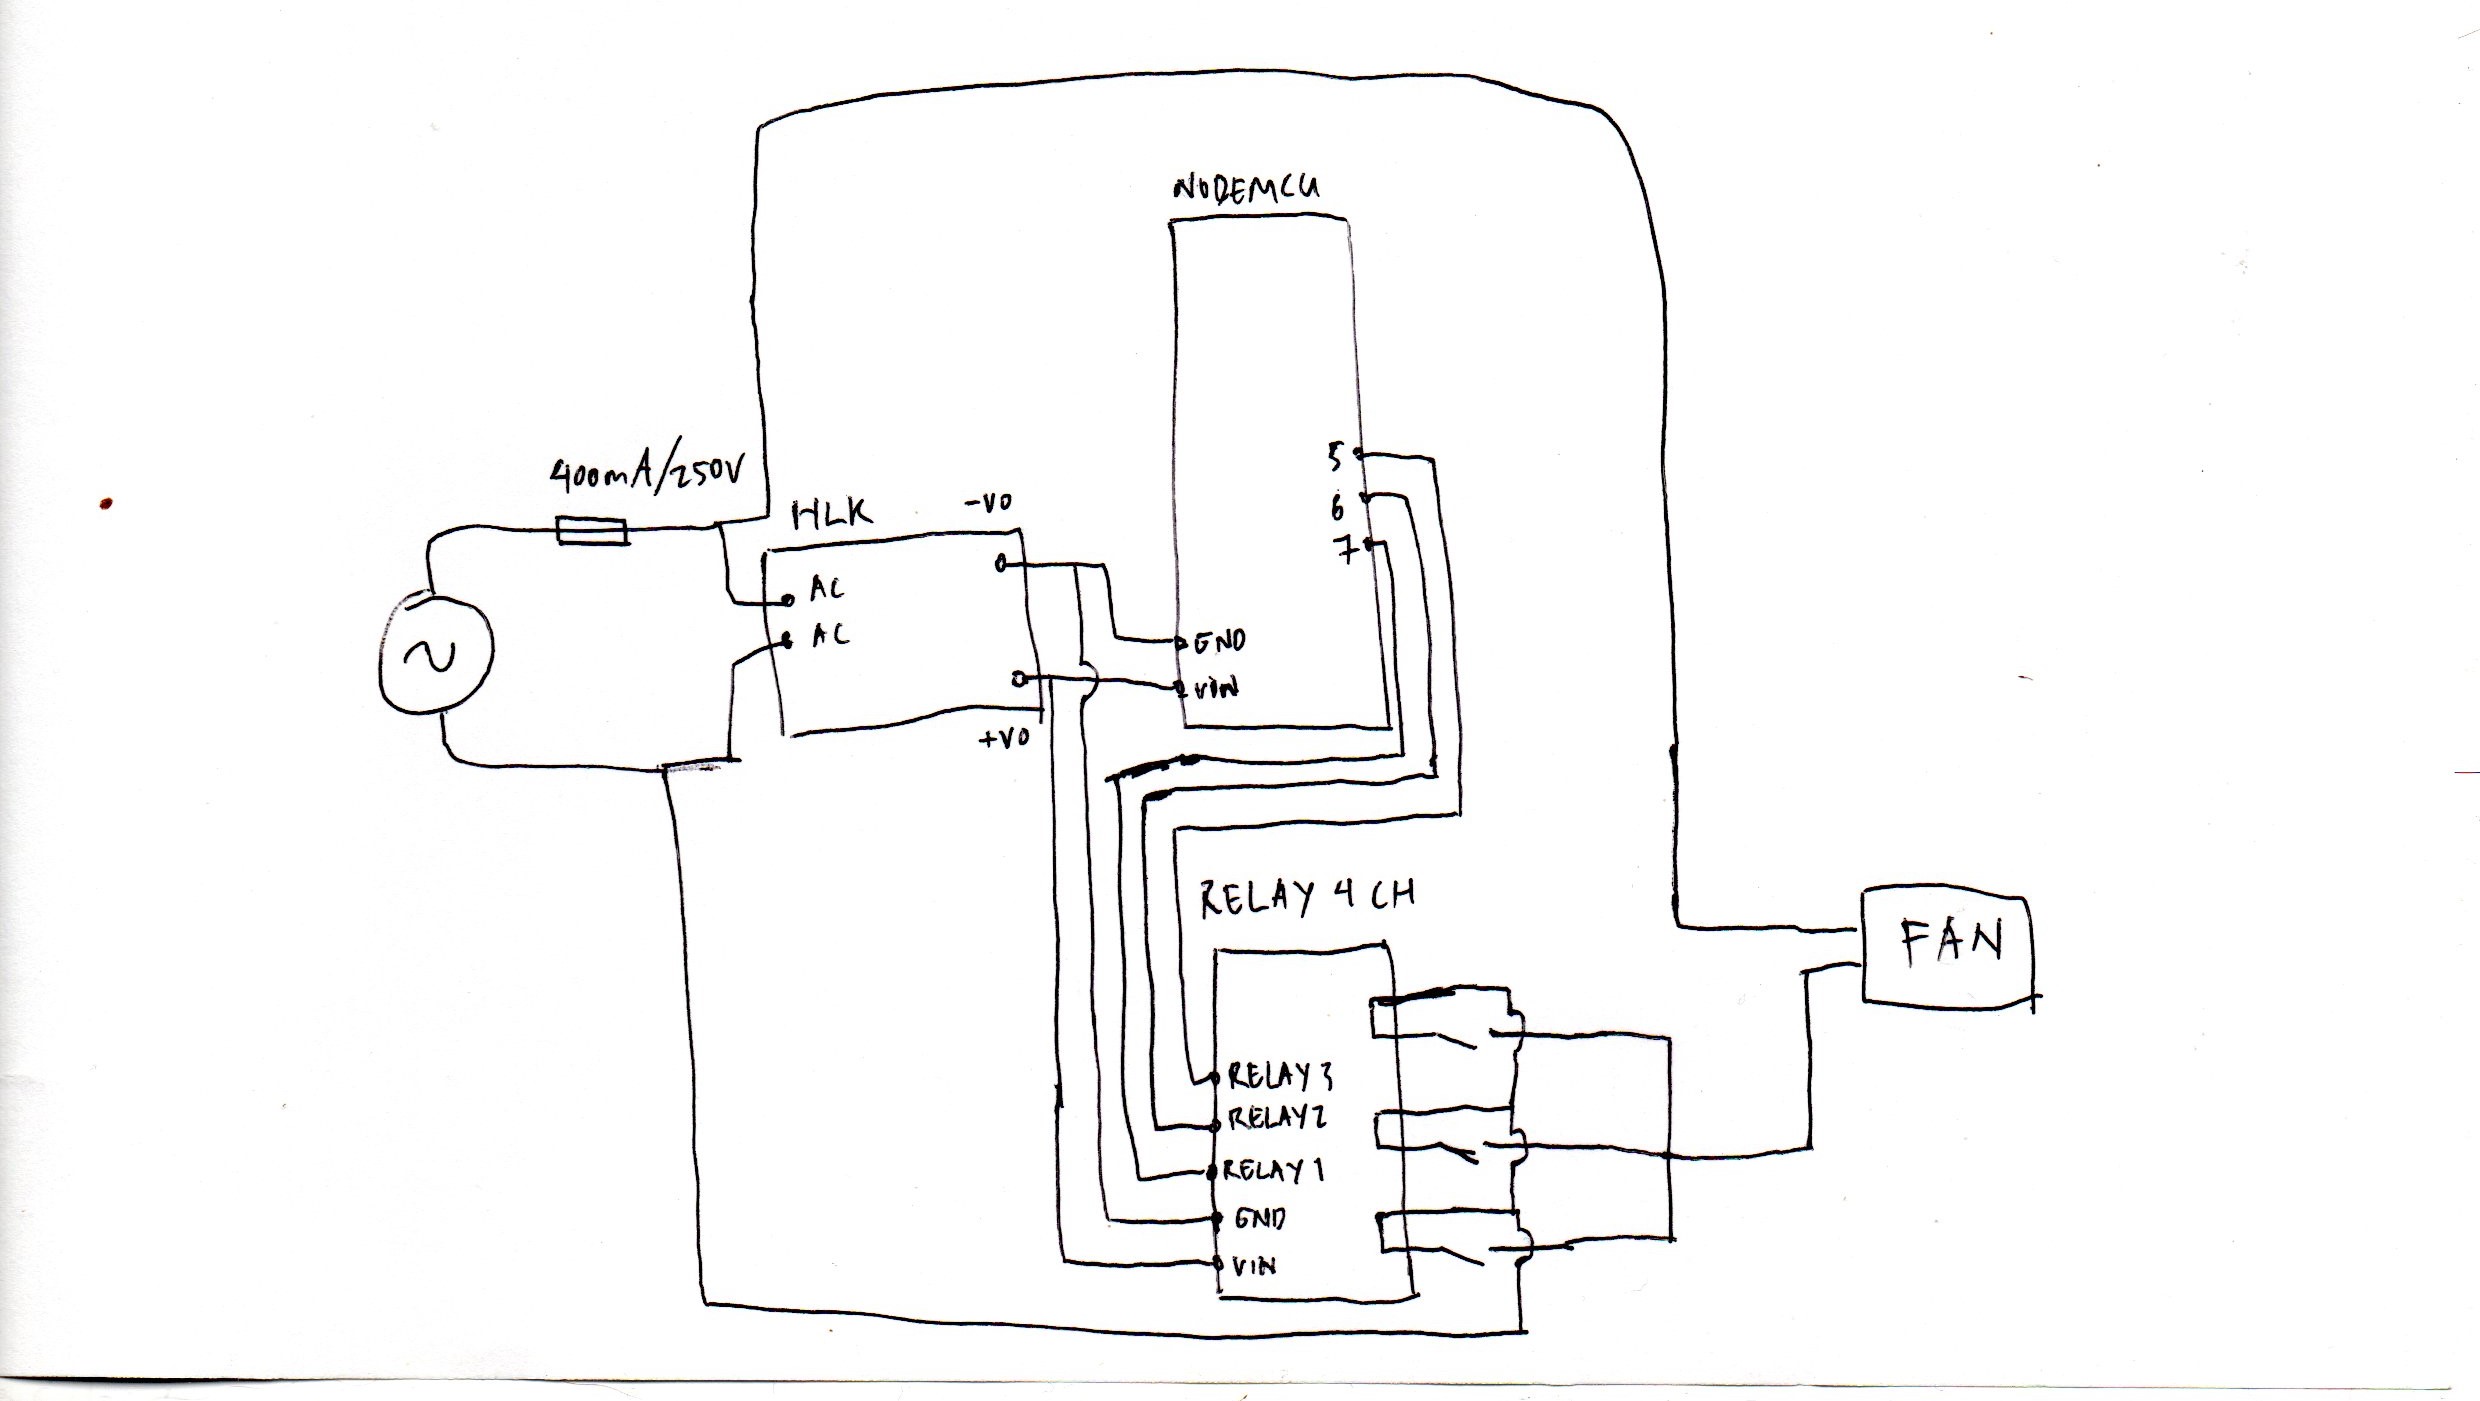 NODEMCU
400mA/250V
HLK
-VO
AC
AC
+VO
5
6
7
GND
VIN
RELAY 4 CH
FAN
RELAY 3
RELAY 2
RELAY 1
GND
VIN